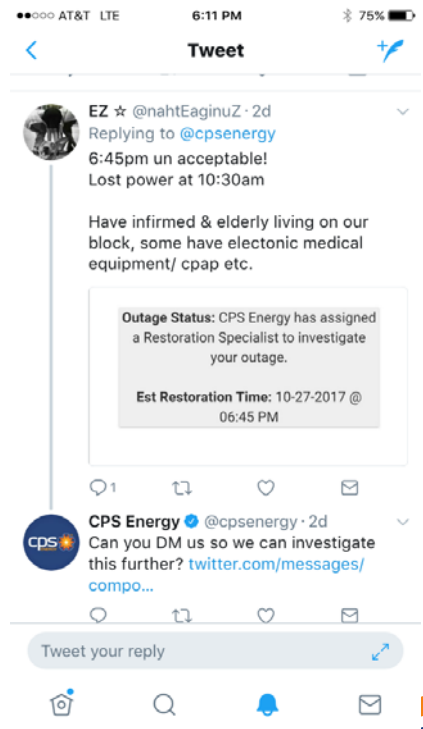 AT&T LTE 6:11 PM 75%
Tweet
EZ ☆ @nahtEaginuZ · 2d
Replying to @cpsenergy
6:45pm un acceptable!
Lost power at 10:30am
Have infirmed & elderly living on our
block, some have electonic medical
equipment/ cpap etc.
Outage Status: CPS Energy has assigned
a Restoration Specialist to investigate
your outage.
Est Restoration Time: 10-27-2017 @
06:45 PM
1
CPS Energy @cpsenergy · 2d
cps
Can you DM us so we can investigate
this further? twitter.com/messages/
compo...
Tweet your reply